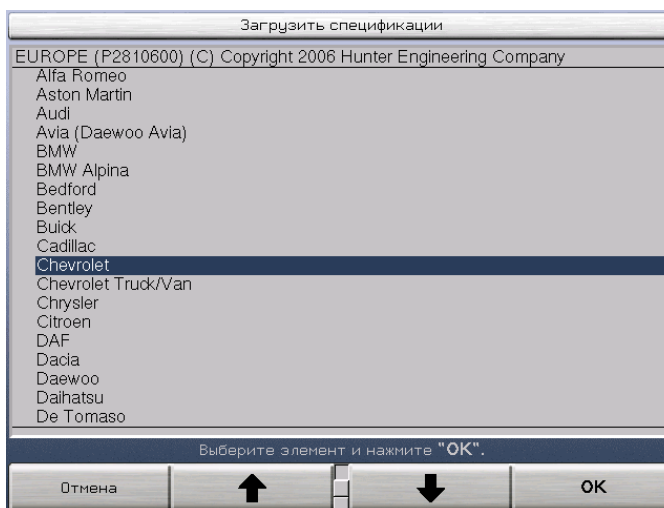 Загрузить спецификации
EUROPE (P2810600) (C) Copyright 2006 Hunter Engineering Company
Alfa Romeo
Aston Martin
Audi
Avia (Daewoo Avia)
BMW
BMW Alpina
Bedford
Bentley
Buick
Cadillac
Chevrolet
Chevrolet Truck/Van
Chrysler
Citroen
DAF
Dacia
Daewoo
Daihatsu
De Tomaso
Выберите элемент и нажмите "OK".
Отмена OK